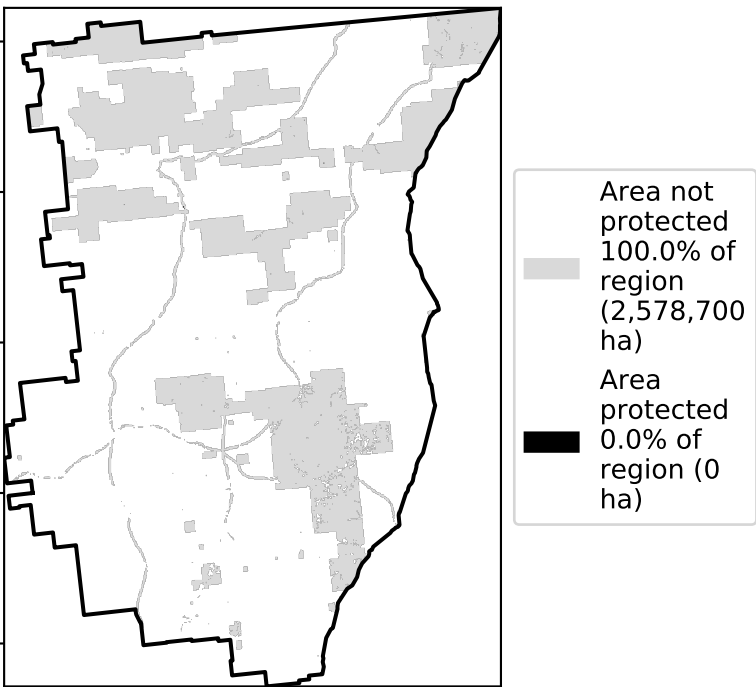 Area not
protected
100.0% of
region
(2,578,700
ha)
Area
protected
0.0% of
region (0
ha)